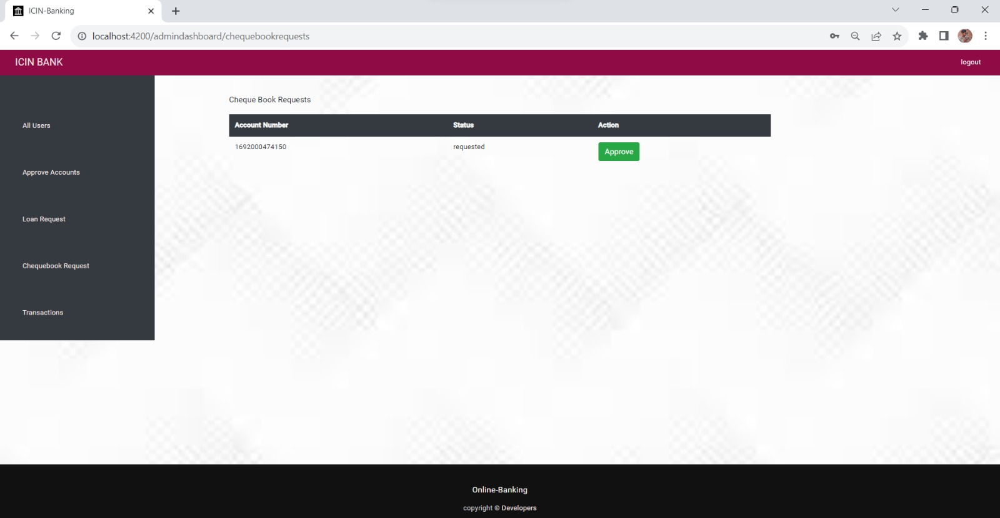 ICIN-Banking
localhost:4200/admindashboard/chequebookrequests
ICIN BANK
logout
All Users
Approve Accounts
Loan Request
Chequebook Request
Transactions
Cheque Book Requests
Account Number Status Action
1692000474150 requested Approve
Online-Banking
copyright © Developers